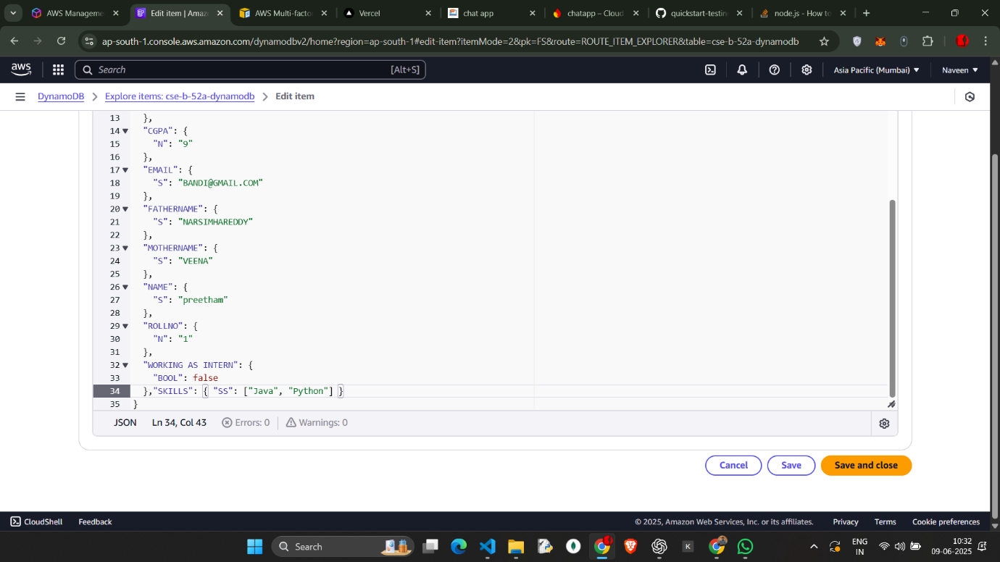 AWS Manageme
Edit item | Amaz
AWS Multi-facto
Vercel
chat app
chatapp – Cloud
quickstart-testin
node.js - How to
ap-south-1.console.aws.amazon.com/dynamodbv2/home?region=ap-south-1#edit-item?itemMode=2&pk=FS&route=ROUTE_ITEM_EXPLORER&table=cse-b-52a-dynamodb
aws
Search
[Alt+S]
Asia Pacific (Mumbai)
Naveen
DynamoDB
Explore items: cse-b-52a-dynamodb
Edit item
13 },
14 "CGPA": {
15 "N": "9"
16 },
17 "EMAIL": {
18 "S": "BANDI@GMAIL.COM"
19 },
20 "FATHERNAME": {
21 "S": "NARSIMHAREDDY"
22 },
23 "MOTHERNAME": {
24 "S": "VEENA"
25 },
26 "NAME": {
27 "S": "preetham"
28 },
29 "ROLLNO": {
30 "N": "1"
31 },
32 "WORKING AS INTERN": {
33 "BOOL": false
34 },"SKILLS": { "SS": ["Java", "Python"] }
35 }
JSON Ln 34, Col 43 Errors: 0 Warnings: 0
Cancel
Save
Save and close
CloudShell
Feedback
© 2025, Amazon Web Services, Inc. or its affiliates.
Privacy
Terms
Cookie preferences
Search
K
ENG
IN
10:32
09-06-2025